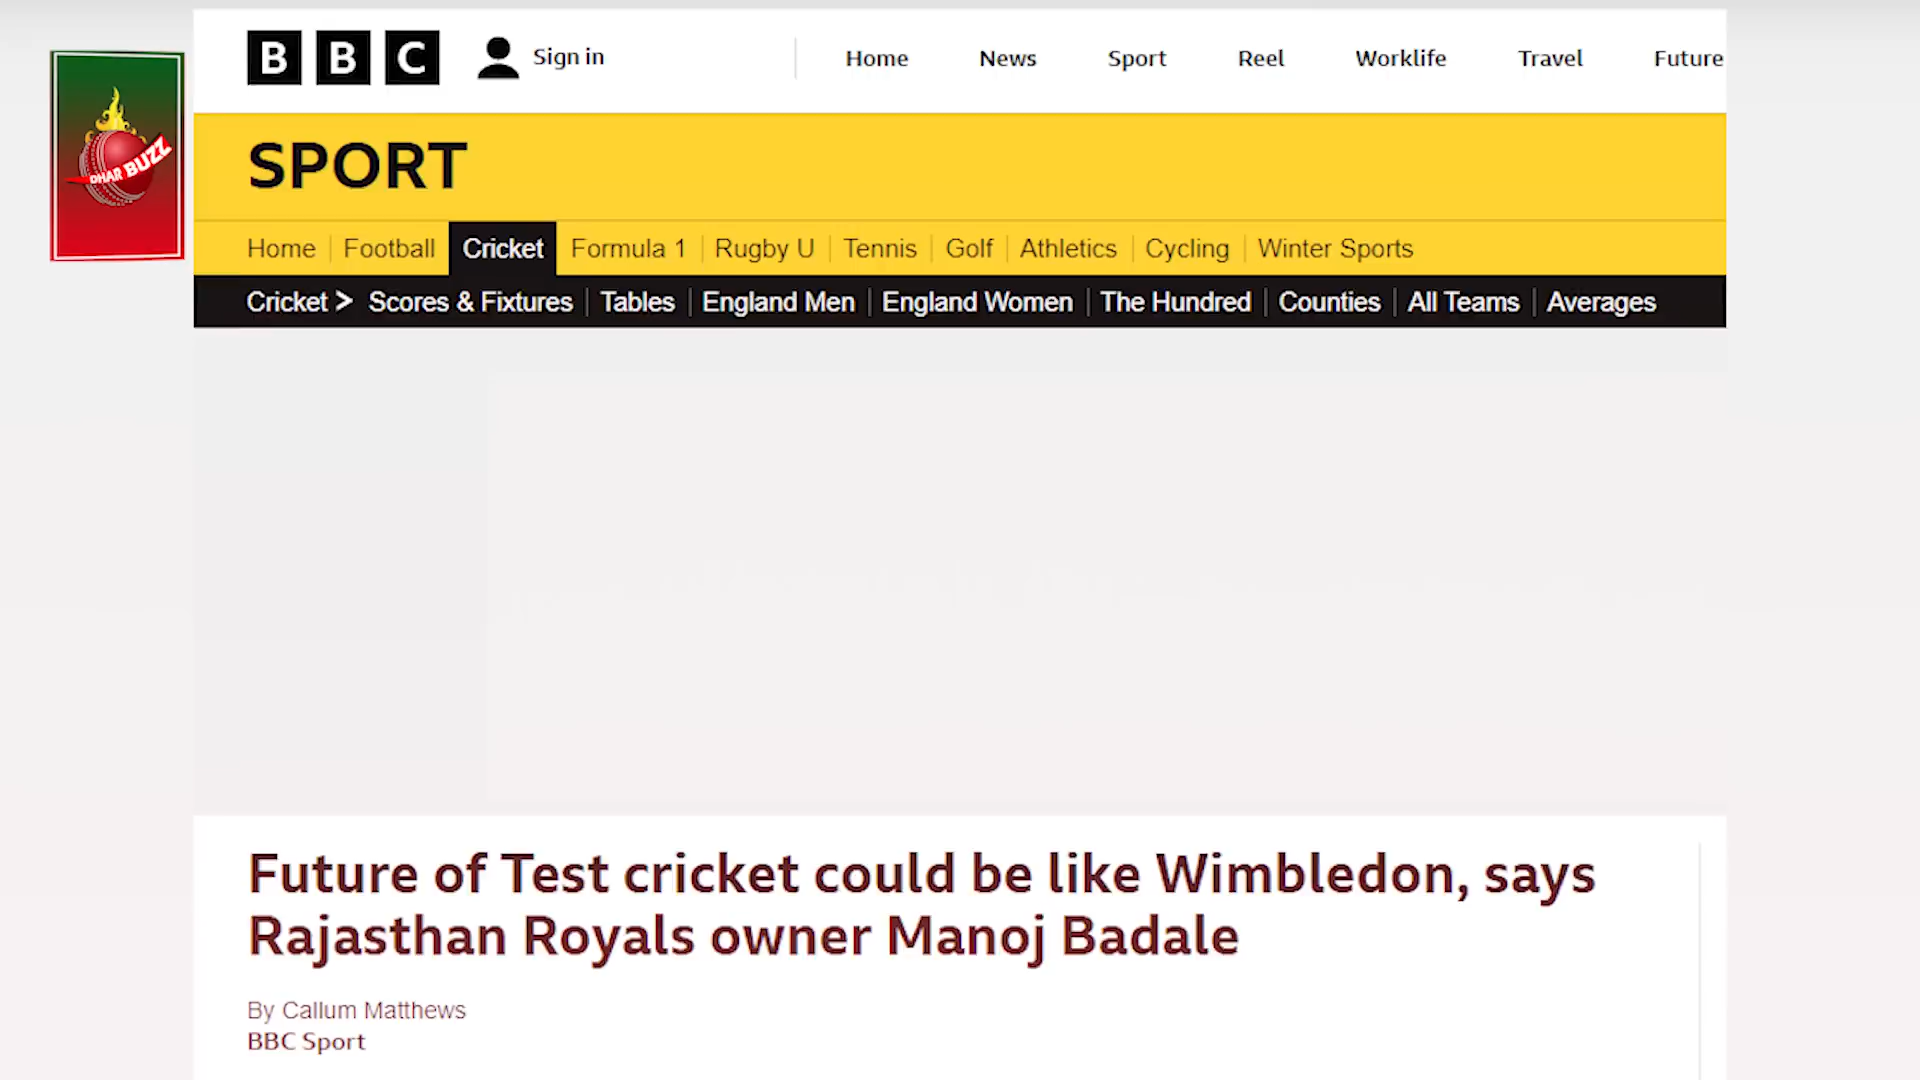 BBC
Sign in
Home
News
Sport
Reel
Worklife
Travel
Future
DHAR BUZZ
SPORT
Home
Football
Cricket
Formula 1
Rugby U
Tennis
Golf
Athletics
Cycling
Winter Sports
Cricket >
Scores & Fixtures
Tables
England Men
England Women
The Hundred
Counties
All Teams
Averages
Future of Test cricket could be like Wimbledon, says
Rajasthan Royals owner Manoj Badale
By Callum Matthews
BBC Sport